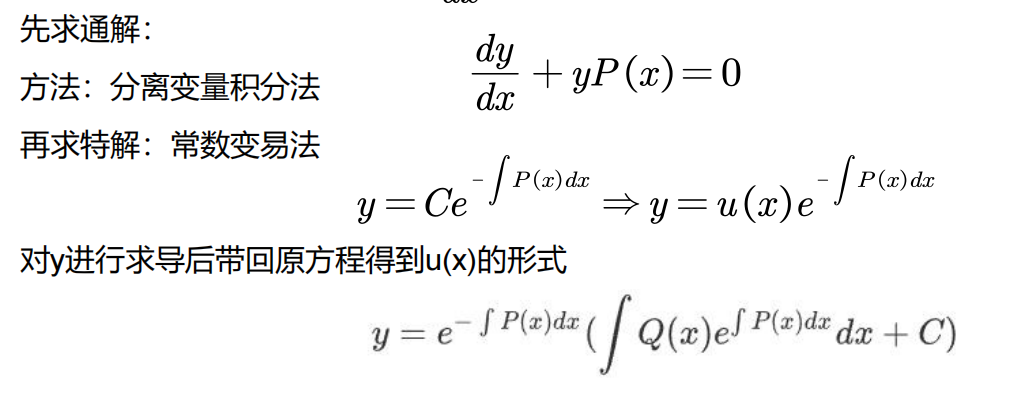 先求通解：
方法：分离变量积分法
dy/dx + yP(x) = 0
再求特解：常数变易法
y = Ce^{-∫P(x)dx} ⇒ y = u(x)e^{-∫P(x)dx}
对y进行求导后带回原方程得到u(x)的形式
y = e^{-∫P(x)dx}(∫Q(x)e^{∫P(x)dx}dx + C)